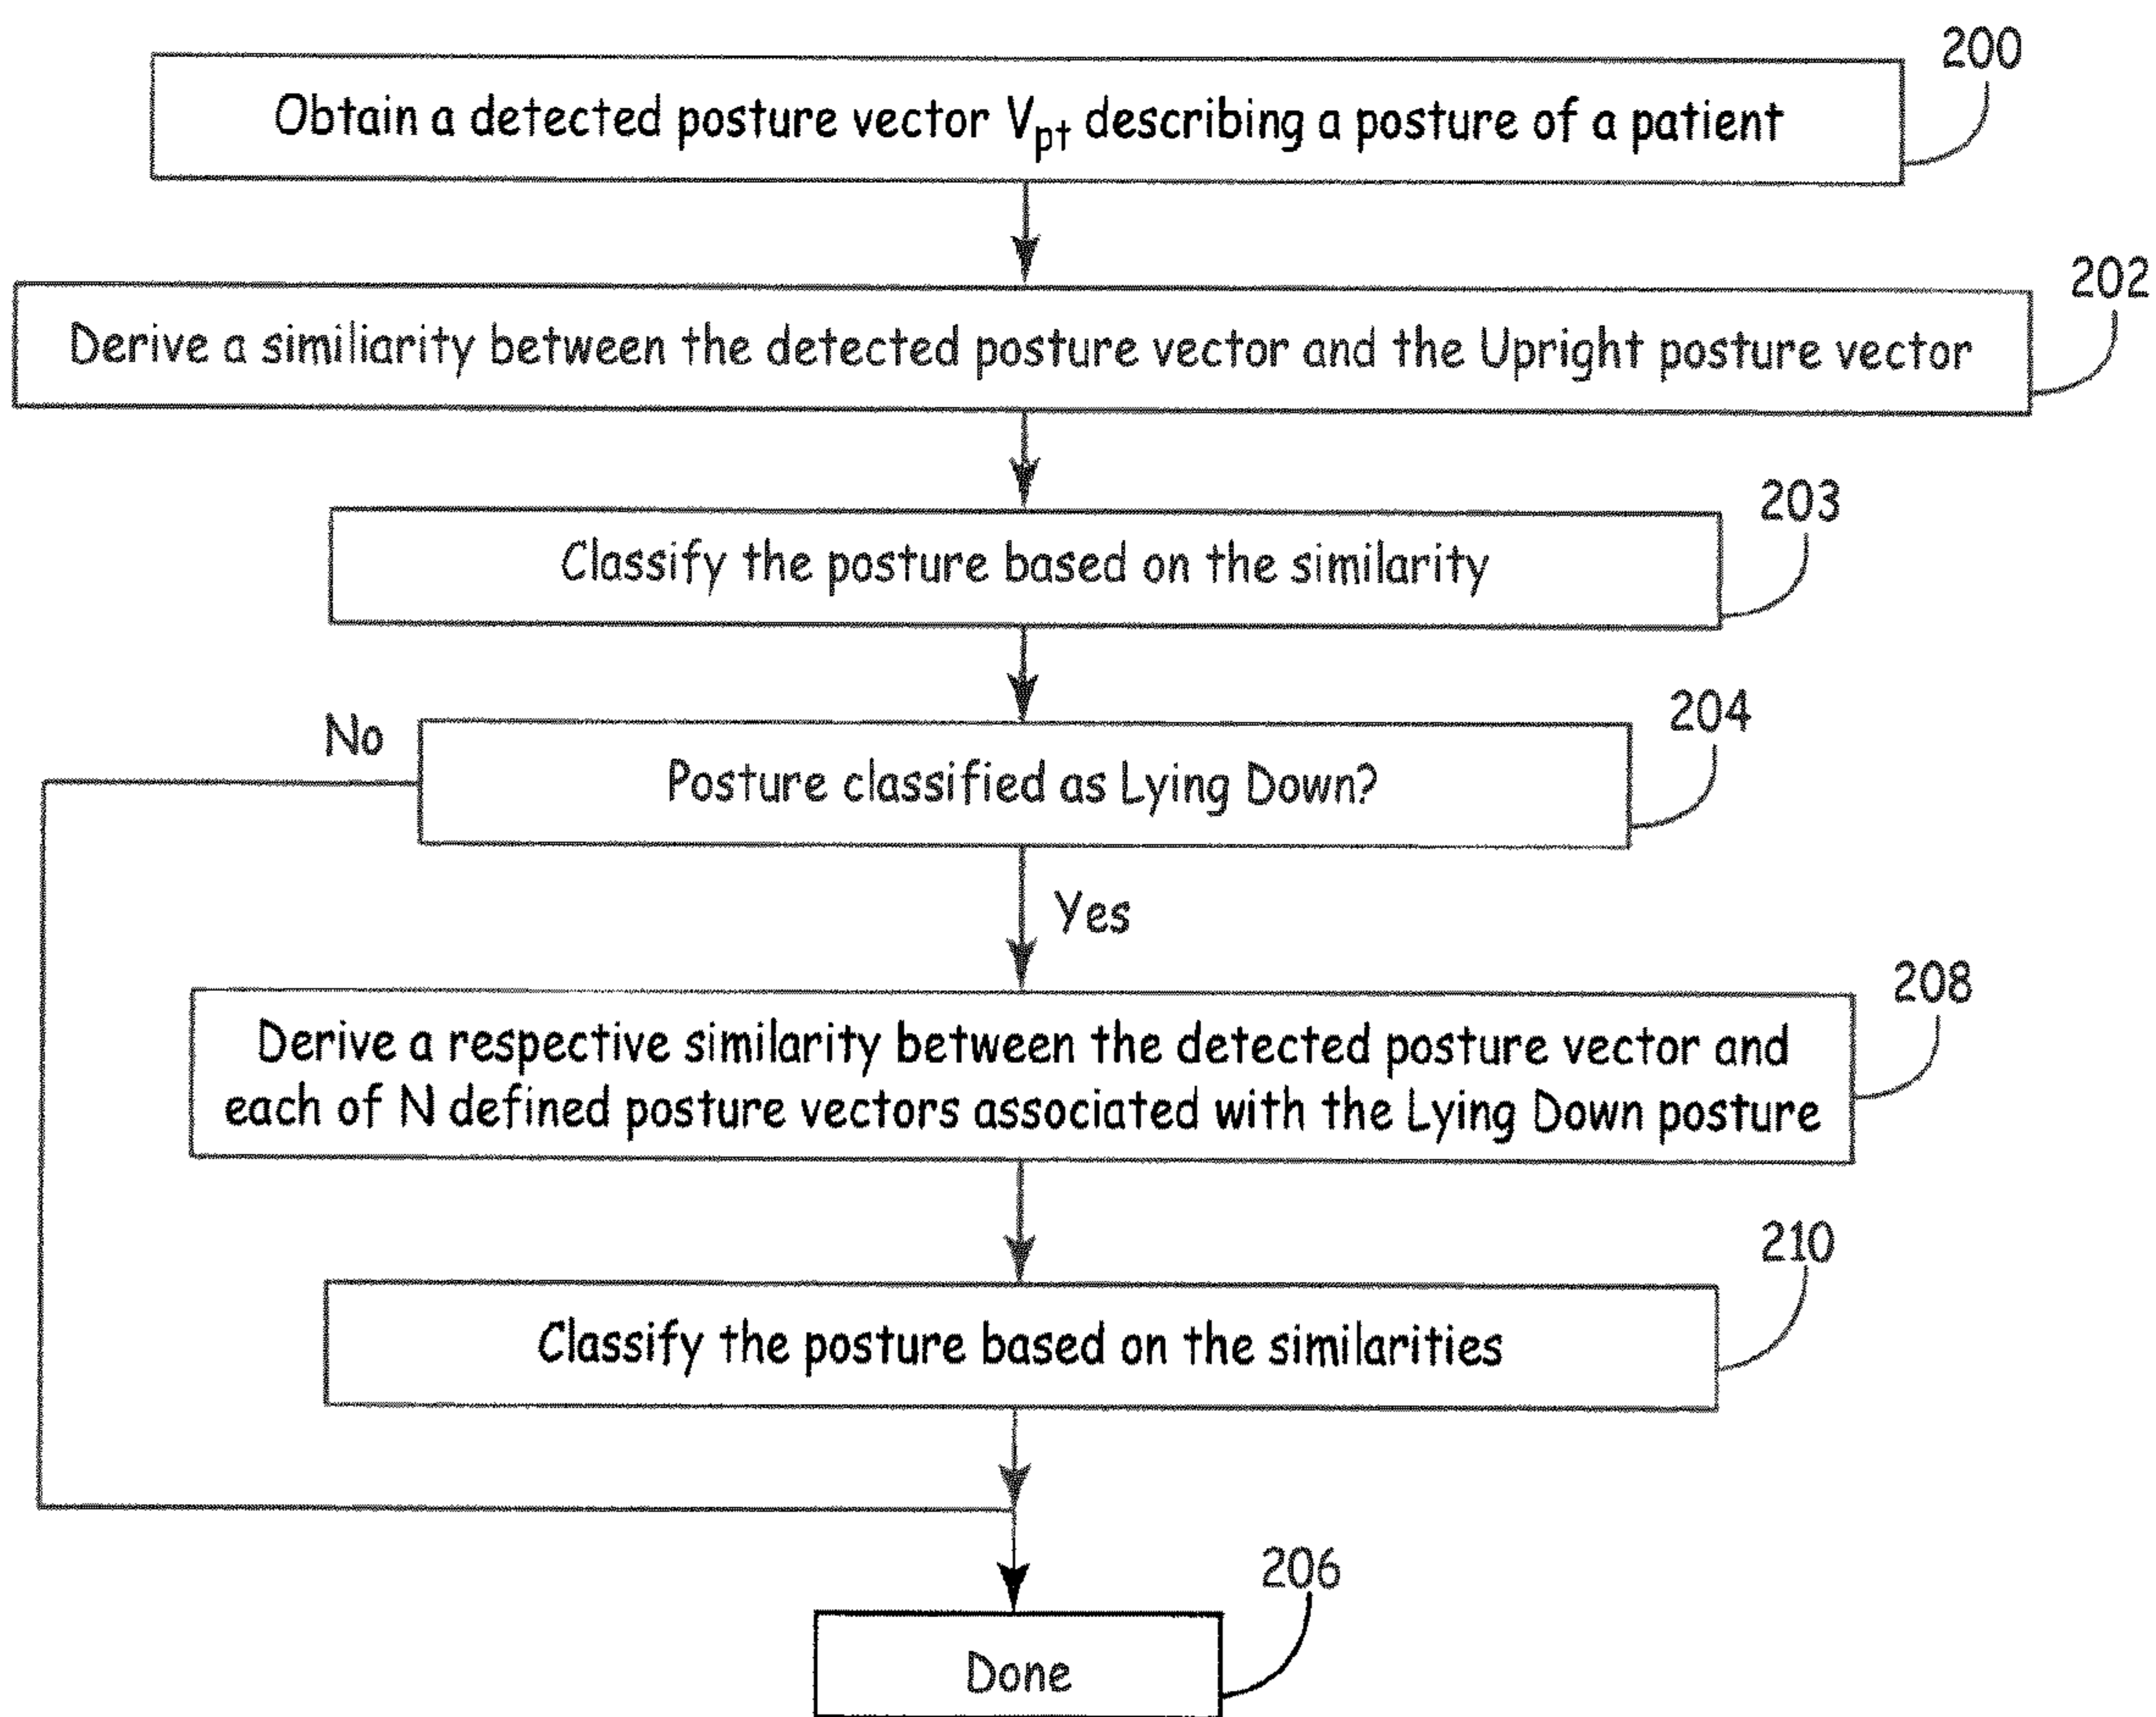 200
Obtain a detected posture vector Vpt describing a posture of a patient
202
Derive a similiarity between the detected posture vector and the Upright posture vector
203
Classify the posture based on the similarity
204
No
Posture classified as Lying Down?
Yes
208
Derive a respective similarity between the detected posture vector and
each of N defined posture vectors associated with the Lying Down posture
210
Classify the posture based on the similarities
206
Done